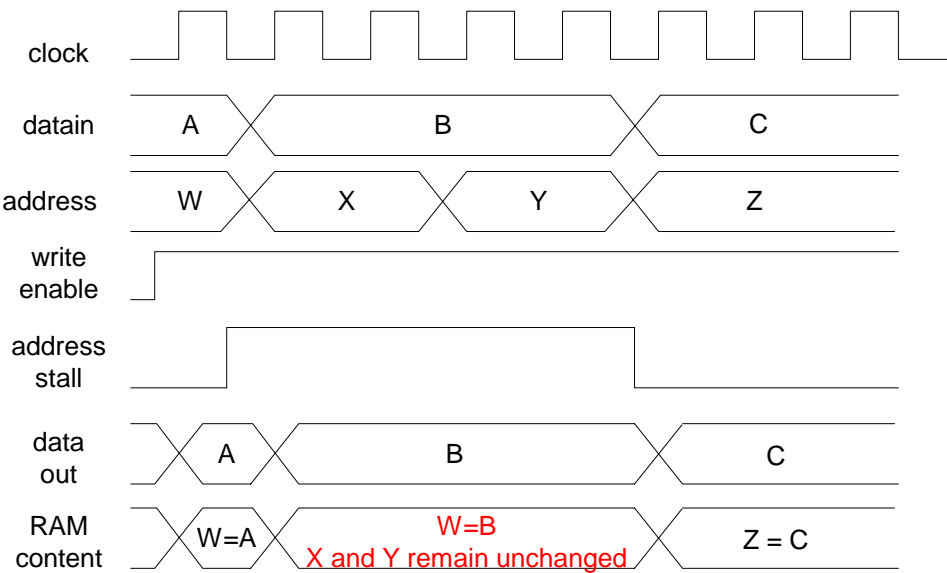 clock
datain
A
B
C
address
W
X
Y
Z
write
enable
address
stall
data
out
A
B
C
RAM
content
W=A
W=B
X and Y remain unchanged
Z = C